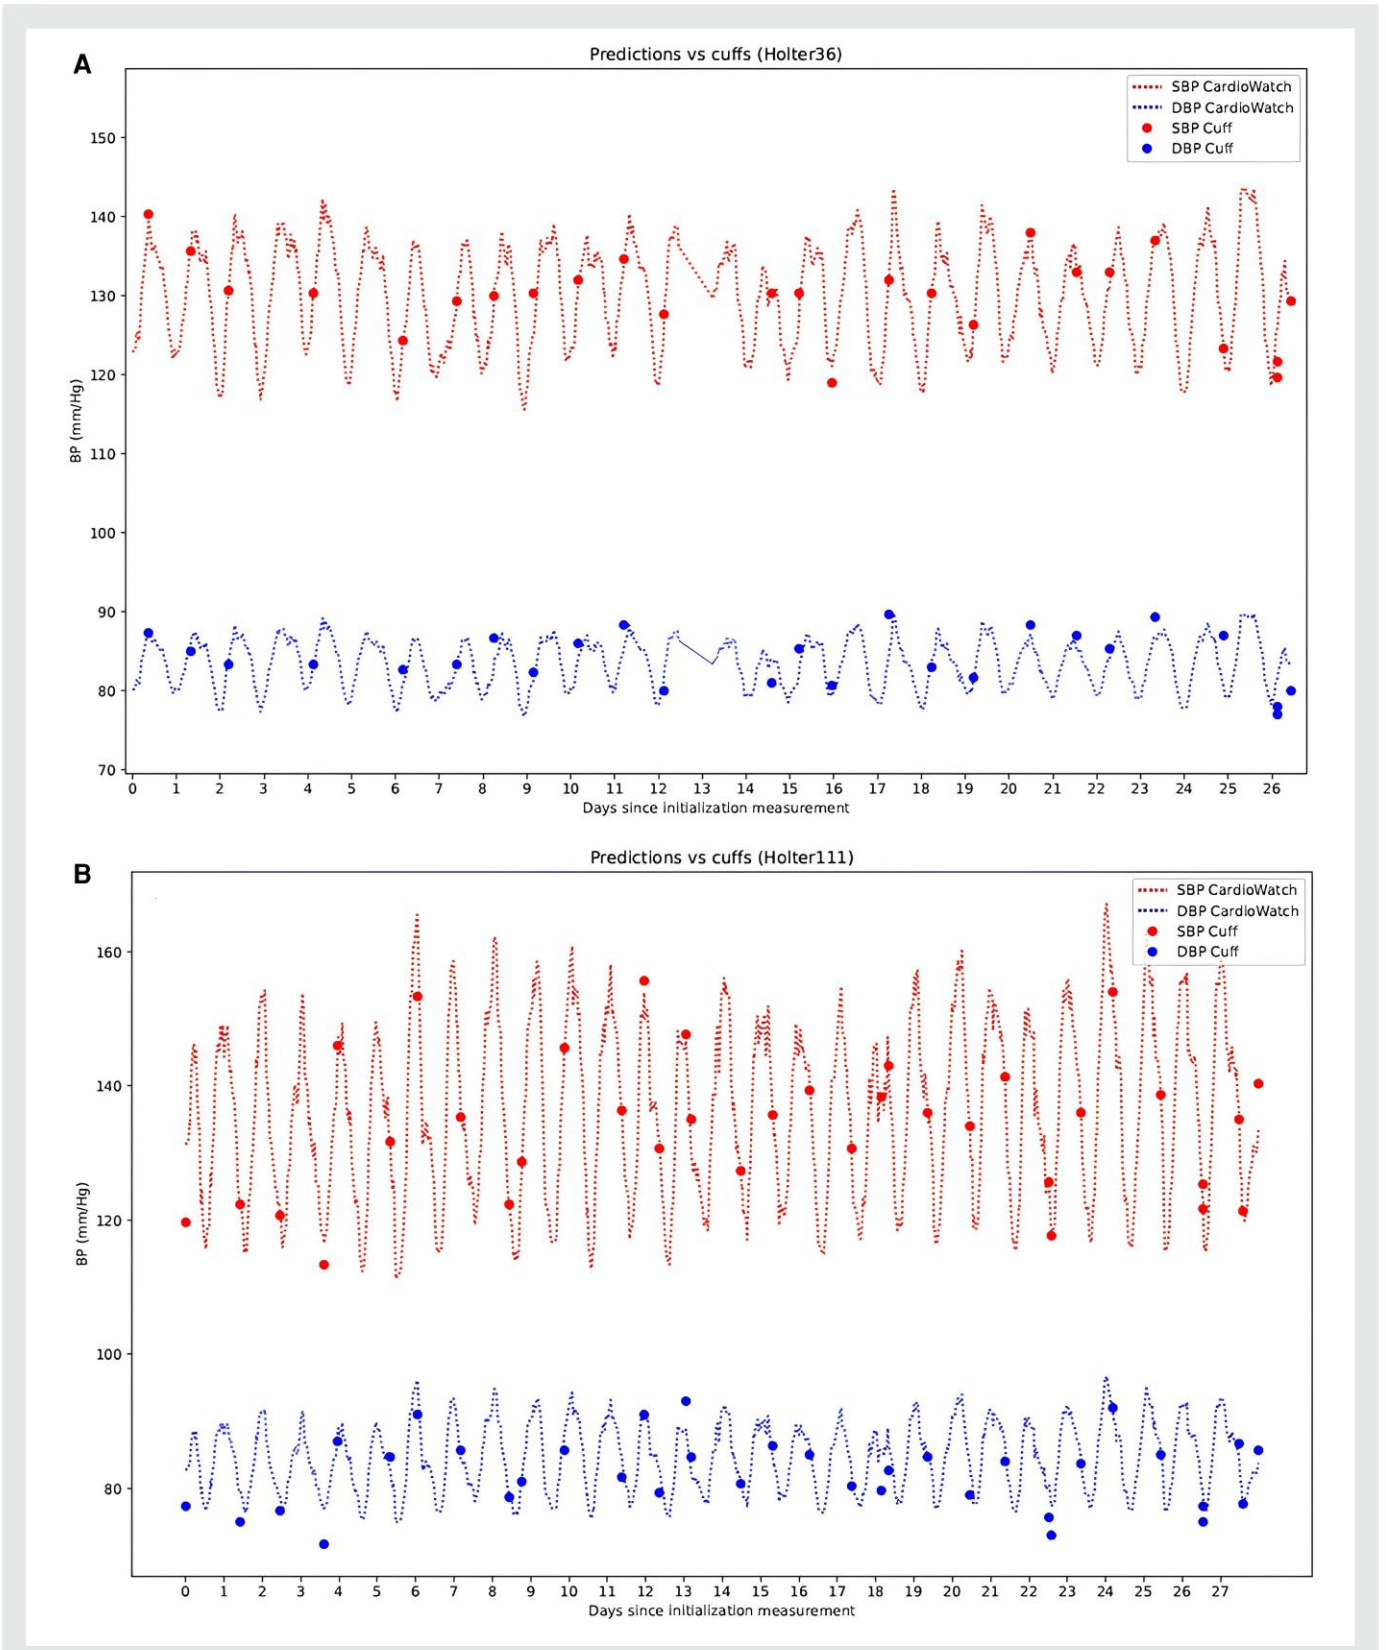 A
Predictions vs cuffs (Holter36)
SBP CardioWatch
DBP CardioWatch
SBP Cuff
DBP Cuff
150
140
130
120
110
100
90
80
70
BP (mm/Hg)
0 1 2 3 4 5 6 7 8 9 10 11 12 13 14 15 16 17 18 19 20 21 22 23 24 25 26
Days since initialization measurement
B
Predictions vs cuffs (Holter111)
SBP CardioWatch
DBP CardioWatch
SBP Cuff
DBP Cuff
160
140
120
100
80
BP (mm/Hg)
0 1 2 3 4 5 6 7 8 9 10 11 12 13 14 15 16 17 18 19 20 21 22 23 24 25 26 27
Days since initialization measurement